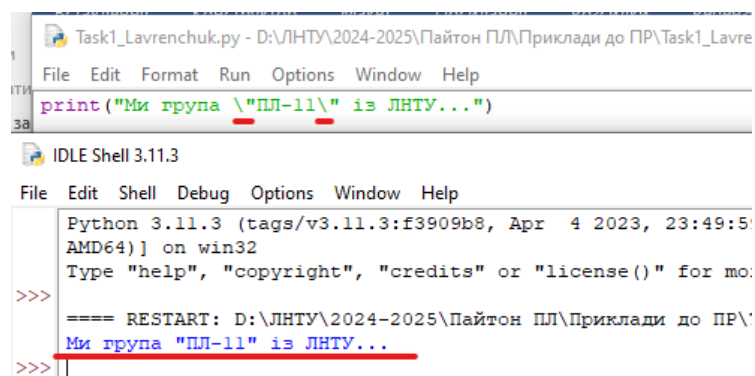 Task1_Lavrenchuk.py - D:\ЛНТУ\2024-2025\Пайтон ПЛ\Приклади до ПР\Task1_Lavre
File Edit Format Run Options Window Help
print("Ми група \"ПЛ-11\" із ЛНТУ...")
за
IDLE Shell 3.11.3
File Edit Shell Debug Options Window Help
Python 3.11.3 (tags/v3.11.3:f3909b8, Apr 4 2023, 23:49:5
AMD64)] on win32
Type "help", "copyright", "credits" or "license()" for mo
>>>
==== RESTART: D:\ЛНТУ\2024-2025\Пайтон ПЛ\Приклади до ПР\
Ми група "ПЛ-11" із ЛНТУ...
>>>